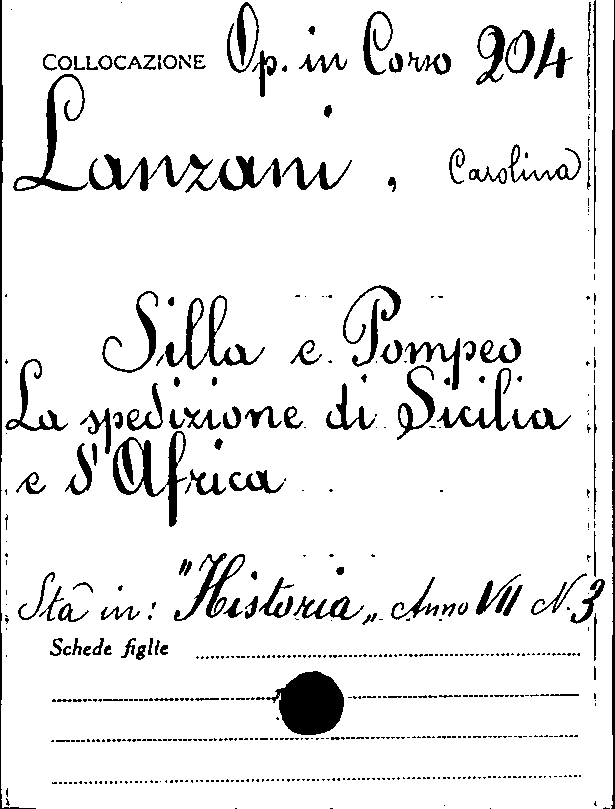 COLLOCAZIONE Op. in Corso 204
Lanzani, Carolina
Silla e Pompeo
La spedizione di Sicilia
e d'Africa
Sta in: "Historia" Anno VII N. 3
Schede figlie